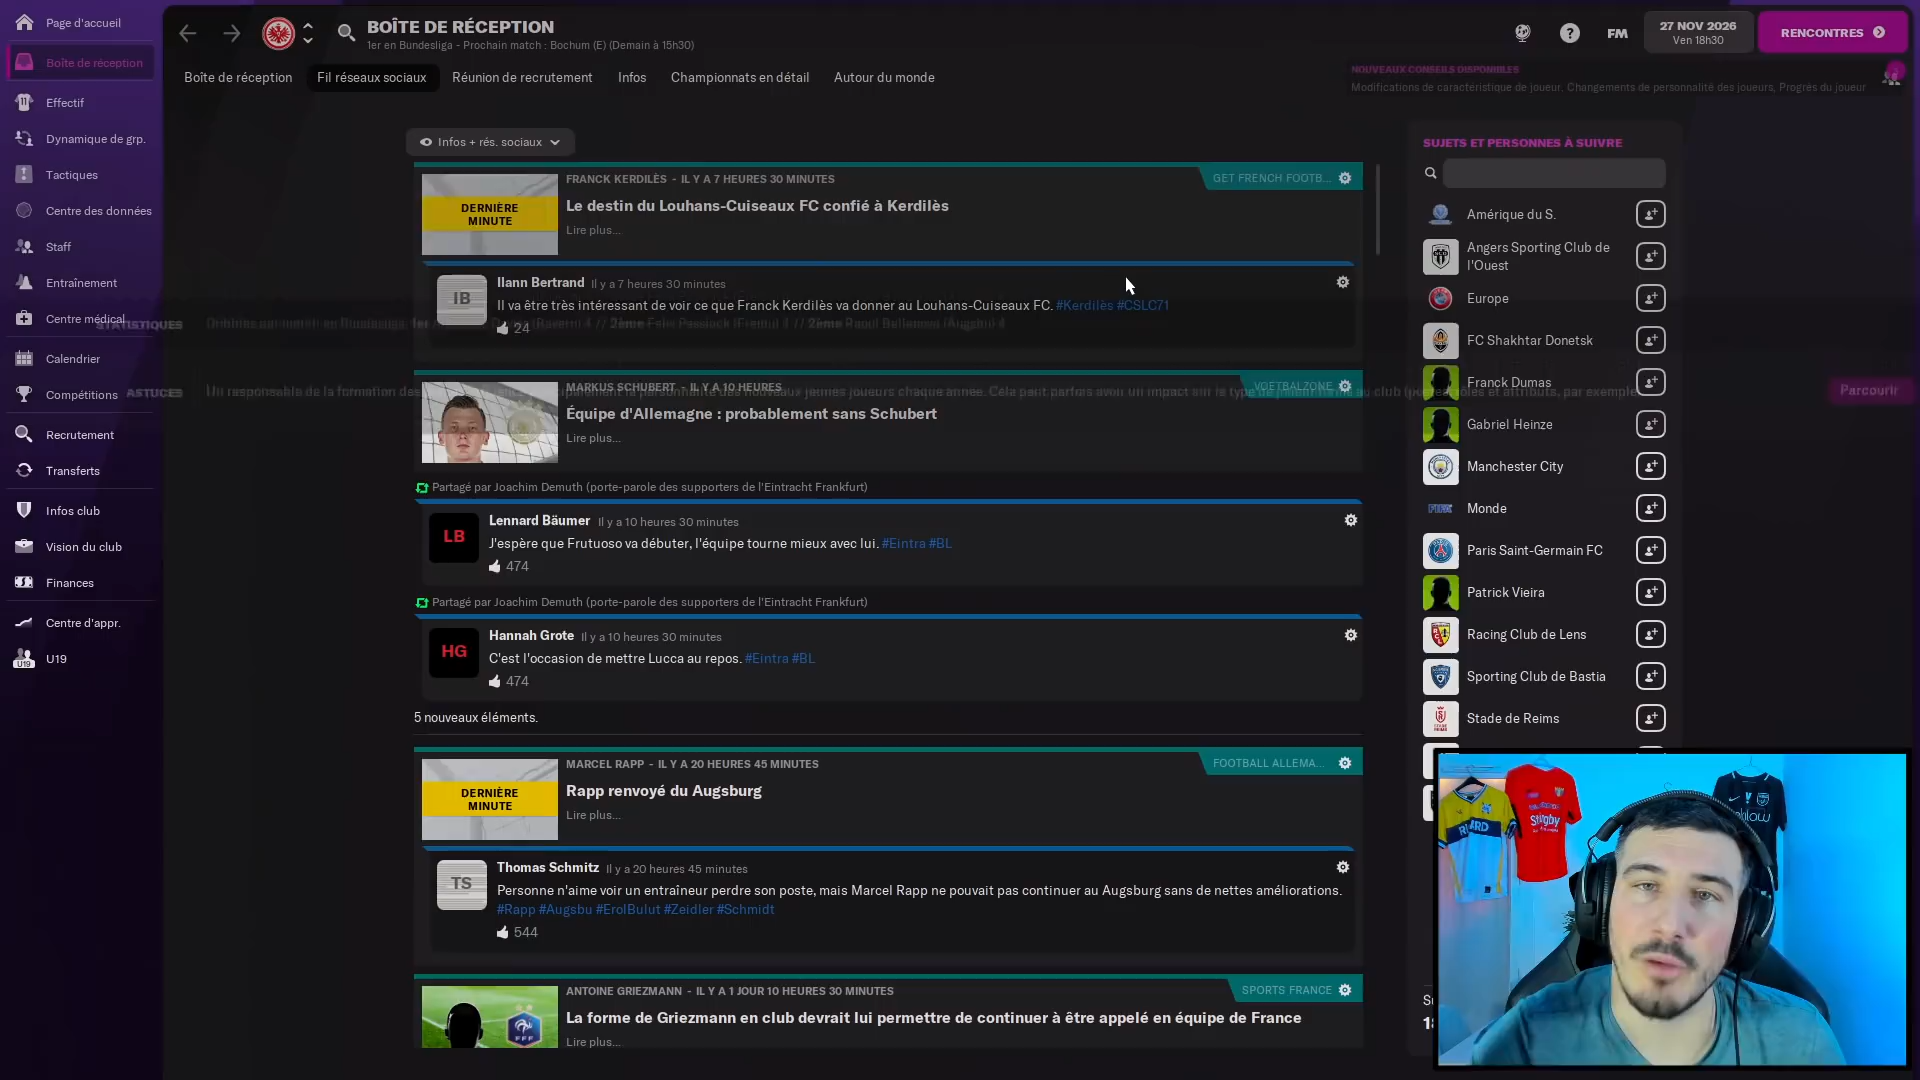 Page d'accueil
Boîte de réception
Effectif
Dynamique de grp.
Tactiques
Centre des données
Staff
Entraînement
Centre médical
Calendrier
Compétitions
Recrutement
Transferts
Infos club
Vision du club
Finances
Centre d'appr.
U19
BOÎTE DE RÉCEPTION
1er en Bundesliga - Prochain match : Bochum (E) (Demain à 15h30)
FM
27 NOV 2026
Ven 18h30
RENCONTRES
Boîte de réception
Fil réseaux sociaux
Réunion de recrutement
Infos
Championnats en détail
Autour du monde
NOUVEAUX CONSEILS DISPONIBLES
Modifications de caractéristique de joueur, Changements de personnalité des joueurs, Progrès du joueur
Infos + rés. sociaux
FRANCK KERDILÈS - IL Y A 7 HEURES 30 MINUTES
GET FRENCH FOOTB...
DERNIÈRE
MINUTE
Le destin du Louhans-Cuiseaux FC confié à Kerdilès
Lire plus...
IB
Ilann Bertrand Il y a 7 heures 30 minutes
Il va être très intéressant de voir ce que Franck Kerdilès va donner au Louhans-Cuiseaux FC. #Kerdilès #CSLC71
24
STATISTIQUES
MARKUS SCHUBERT - IL Y A 10 HEURES
VOETBALZONE
ASTUCES
Parcourir
Équipe d'Allemagne : probablement sans Schubert
Lire plus...
Partagé par Joachim Demuth (porte-parole des supporters de l'Eintracht Frankfurt)
LB
Lennard Bäumer Il y a 10 heures 30 minutes
J'espère que Frutuoso va débuter, l'équipe tourne mieux avec lui. #Eintra #BL
474
Partagé par Joachim Demuth (porte-parole des supporters de l'Eintracht Frankfurt)
HG
Hannah Grote Il y a 10 heures 30 minutes
C'est l'occasion de mettre Lucca au repos. #Eintra #BL
474
5 nouveaux éléments.
MARCEL RAPP - IL Y A 20 HEURES 45 MINUTES
FOOTBALL ALLEMA...
DERNIÈRE
MINUTE
Rapp renvoyé du Augsburg
Lire plus...
TS
Thomas Schmitz Il y a 20 heures 45 minutes
Personne n'aime voir un entraîneur perdre son poste, mais Marcel Rapp ne pouvait pas continuer au Augsburg sans de nettes améliorations.
#Rapp #Augsbu #ErolBulut #Zeidler #Schmidt
544
ANTOINE GRIEZMANN - IL Y A 1 JOUR 10 HEURES 30 MINUTES
SPORTS FRANCE
FFF
La forme de Griezmann en club devrait lui permettre de continuer à être appelé en équipe de France
Lire plus...
SUJETS ET PERSONNES À SUIVRE
Amérique du S.
Angers Sporting Club de
l'Ouest
Europe
FC Shakhtar Donetsk
Franck Dumas
Gabriel Heinze
Manchester City
Monde
Paris Saint-Germain FC
Patrick Vieira
Racing Club de Lens
Sporting Club de Bastia
Stade de Reims